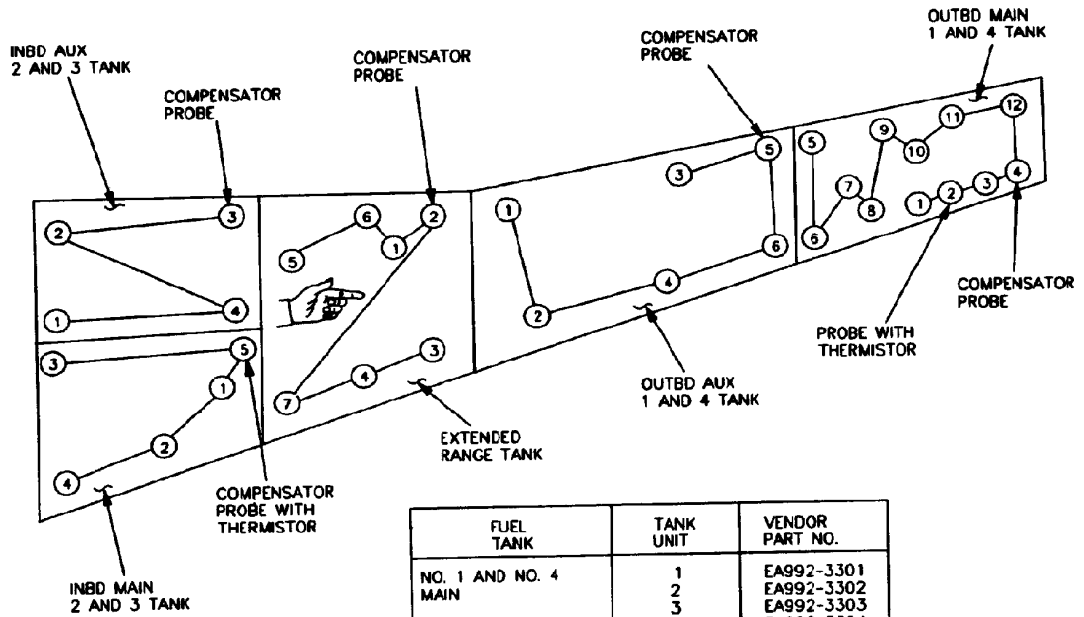 OUTBD MAIN
1 AND 4 TANK
INBD AUX
2 AND 3 TANK
COMPENSATOR
PROBE
COMPENSATOR
PROBE
COMPENSATOR
PROBE
12
11
9
10
5
5
3
7
8
6
4
3
2
1
1
6
4
2
2
6
1
5
3
2
4
1
3
5
1
2
4
7
4
3
COMPENSATOR
PROBE
PROBE WITH
THERMISTOR
OUTBD AUX
1 AND 4 TANK
EXTENDED
RANGE TANK
COMPENSATOR
PROBE WITH
THERMISTOR
INBD MAIN
2 AND 3 TANK
FUEL TANK UNIT VENDOR
TANK PART NO.
NO. 1 AND NO. 4 1 EA992-3301
MAIN 2 EA992-3302
3 EA992-3303